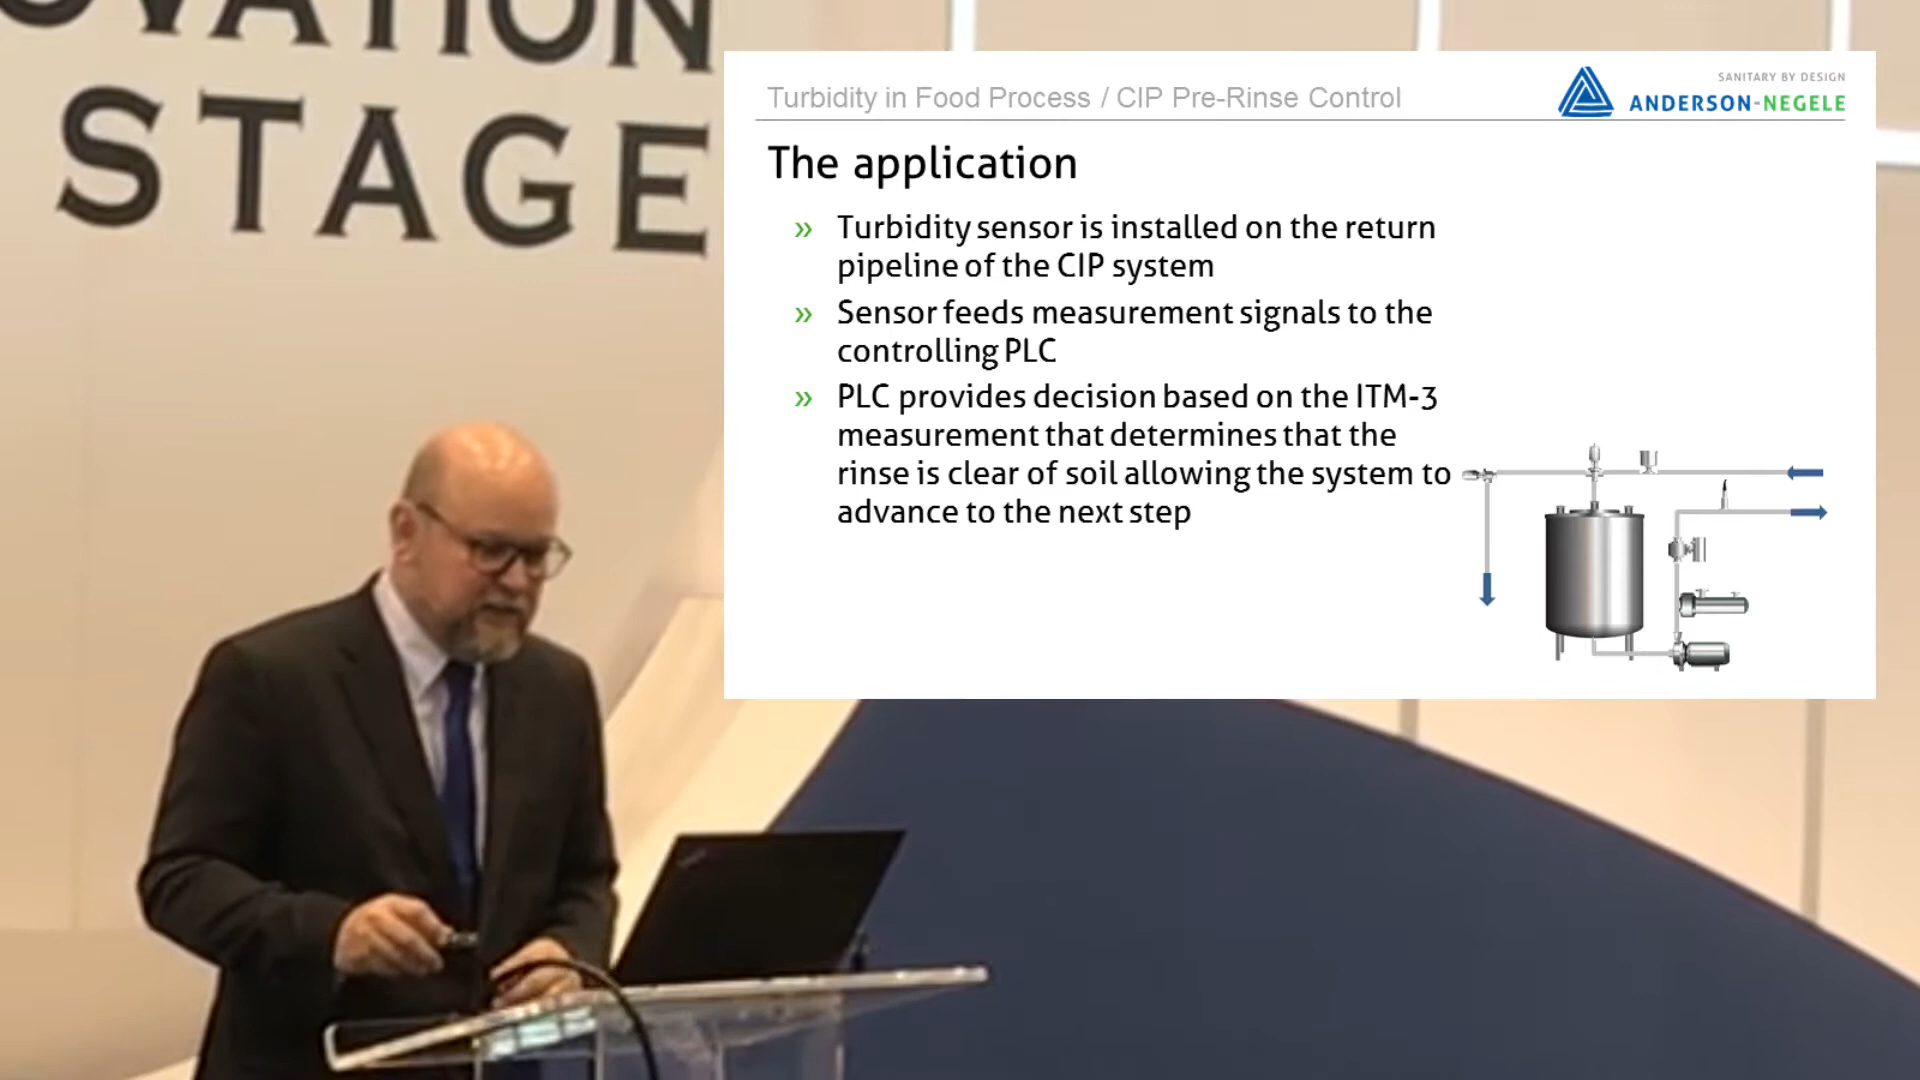 OVATION
STAGE
Turbidity in Food Process / CIP Pre-Rinse Control
SANITARY BY DESIGN
ANDERSON-NEGELE
The application
» Turbidity sensor is installed on the return
pipeline of the CIP system
» Sensor feeds measurement signals to the
controlling PLC
» PLC provides decision based on the ITM-3
measurement that determines that the
rinse is clear of soil allowing the system to
advance to the next step